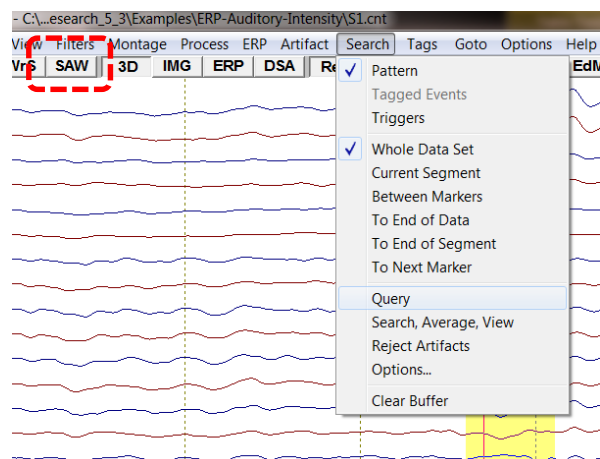 - C:\...esearch_5_3\Examples\ERP-Auditory-Intensity\S1.cnt
View Filters Montage Process ERP Artifact Search Tags Goto Options Help
WrS SAW 3D IMG ERP DSA Re EdM
Pattern
Tagged Events
Triggers
Whole Data Set
Current Segment
Between Markers
To End of Data
To End of Segment
To Next Marker
Query
Search, Average, View
Reject Artifacts
Options...
Clear Buffer